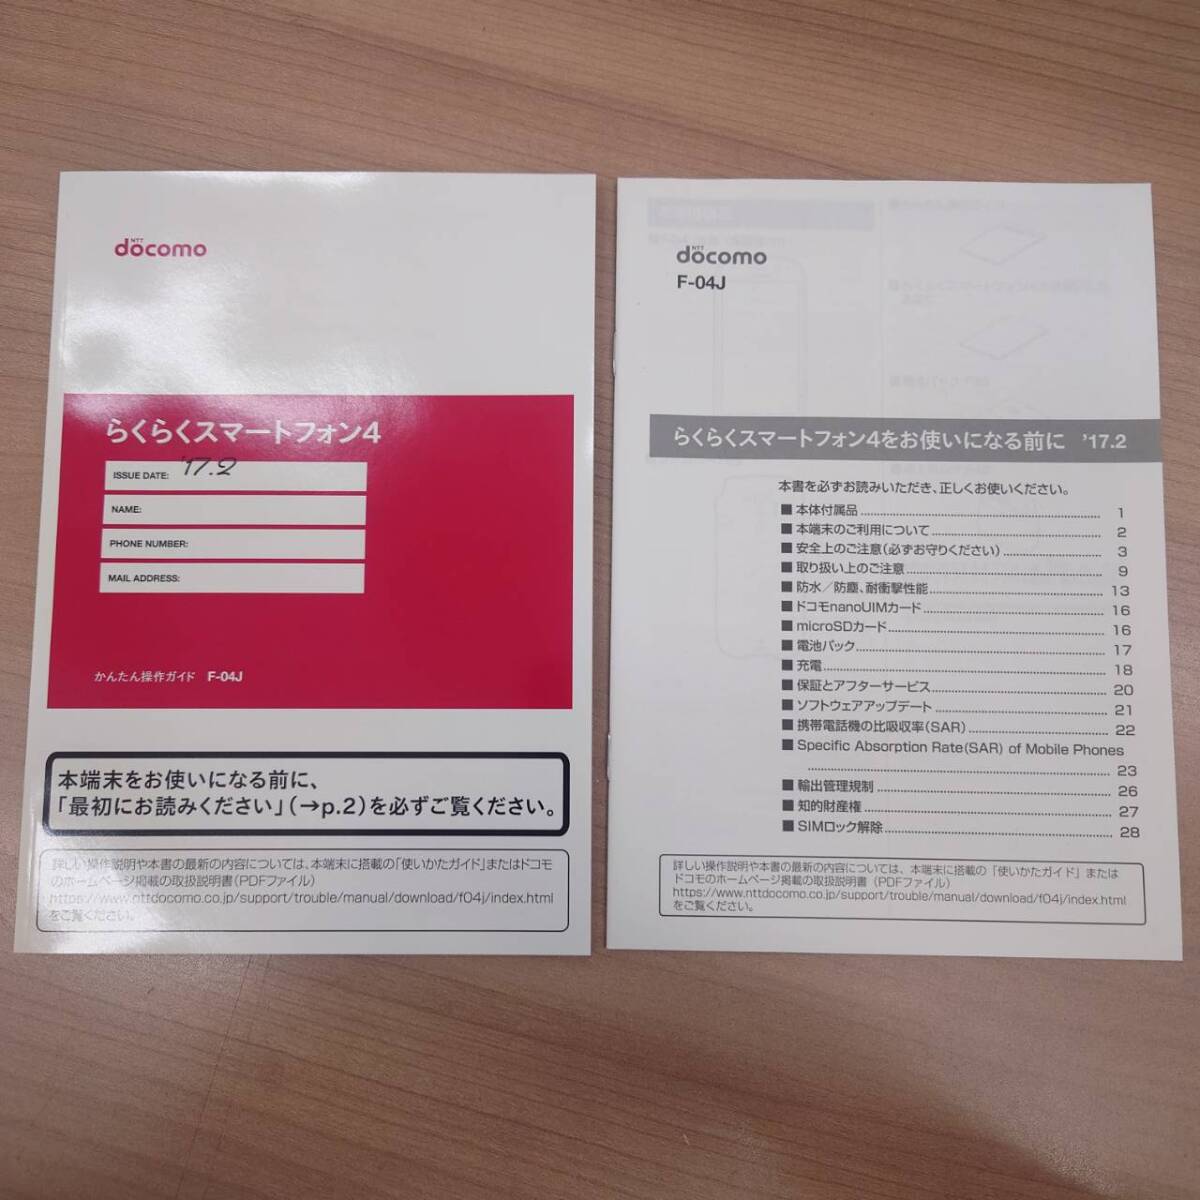 NTT
docomo
らくらくスマートフォン4
ISSUE DATE: '17.2
NAME:
PHONE NUMBER:
MAIL ADDRESS:
かんたん操作ガイド F-04J
本端末をお使いになる前に、
「最初にお読みください」(→p.2)を必ずご覧ください。
詳しい操作説明や本書の最新の内容については、本端末に搭載の「使いかたガイド」またはドコモ
のホームページ掲載の取扱説明書(PDFファイル)
https://www.nttdocomo.co.jp/support/trouble/manual/download/f04j/index.html
をご覧ください。
NTT
docomo
F-04J
らくらくスマートフォン4をお使いになる前に '17.2
本書を必ずお読みいただき、正しくお使いください。
■ 本体付属品 1
■ 本端末のご利用について 2
■ 安全上のご注意(必ずお守りください) 3
■ 取り扱い上のご注意 9
■ 防水／防塵、耐衝撃性能 13
■ ドコモnanoUIMカード 16
■ microSDカード 16
■ 電池パック 17
■ 充電 18
■ 保証とアフターサービス 20
■ ソフトウェアアップデート 21
■ 携帯電話機の比吸収率(SAR) 22
■ Specific Absorption Rate(SAR) of Mobile Phones
23
■ 輸出管理規制 26
■ 知的財産権 27
■ SIMロック解除 28
詳しい操作説明や本書の最新の内容については、本端末に搭載の「使いかたガイド」または
ドコモのホームページ掲載の取扱説明書(PDFファイル)
https://www.nttdocomo.co.jp/support/trouble/manual/download/f04j/index.html
をご覧ください。